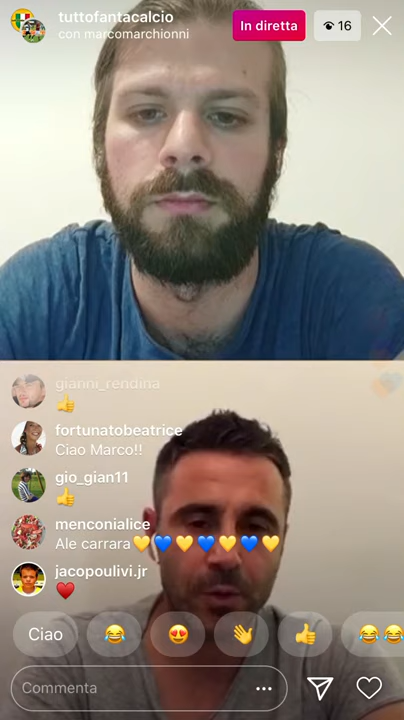 tuttofantacalcio
con marcomarchionni
In diretta
16
gianni_rendina
👍
fortunatobeatrice
Ciao Marco!!
gio_gian11
👍
menconialice
Ale carrara💛💙💛💙💛💙💛
jacopoulivi.jr
♥️
Ciao 😂 😍 👋 👍 😂😂
Commenta